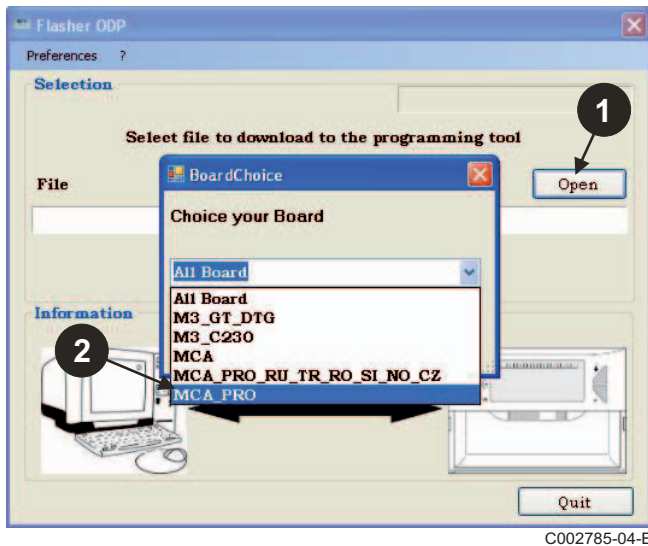 Flasher ODP
Preferences ?
Selection
1
Select file to download to the programming tool
File
BoardChoice
Open
Choice your Board
All Board
All Board
M3_GT_DTG
M3_C230
MCA
MCA_PRO_RU_TR_RO_SI_NO_CZ
MCA_PRO
Information
2
Quit
C002785-04-B